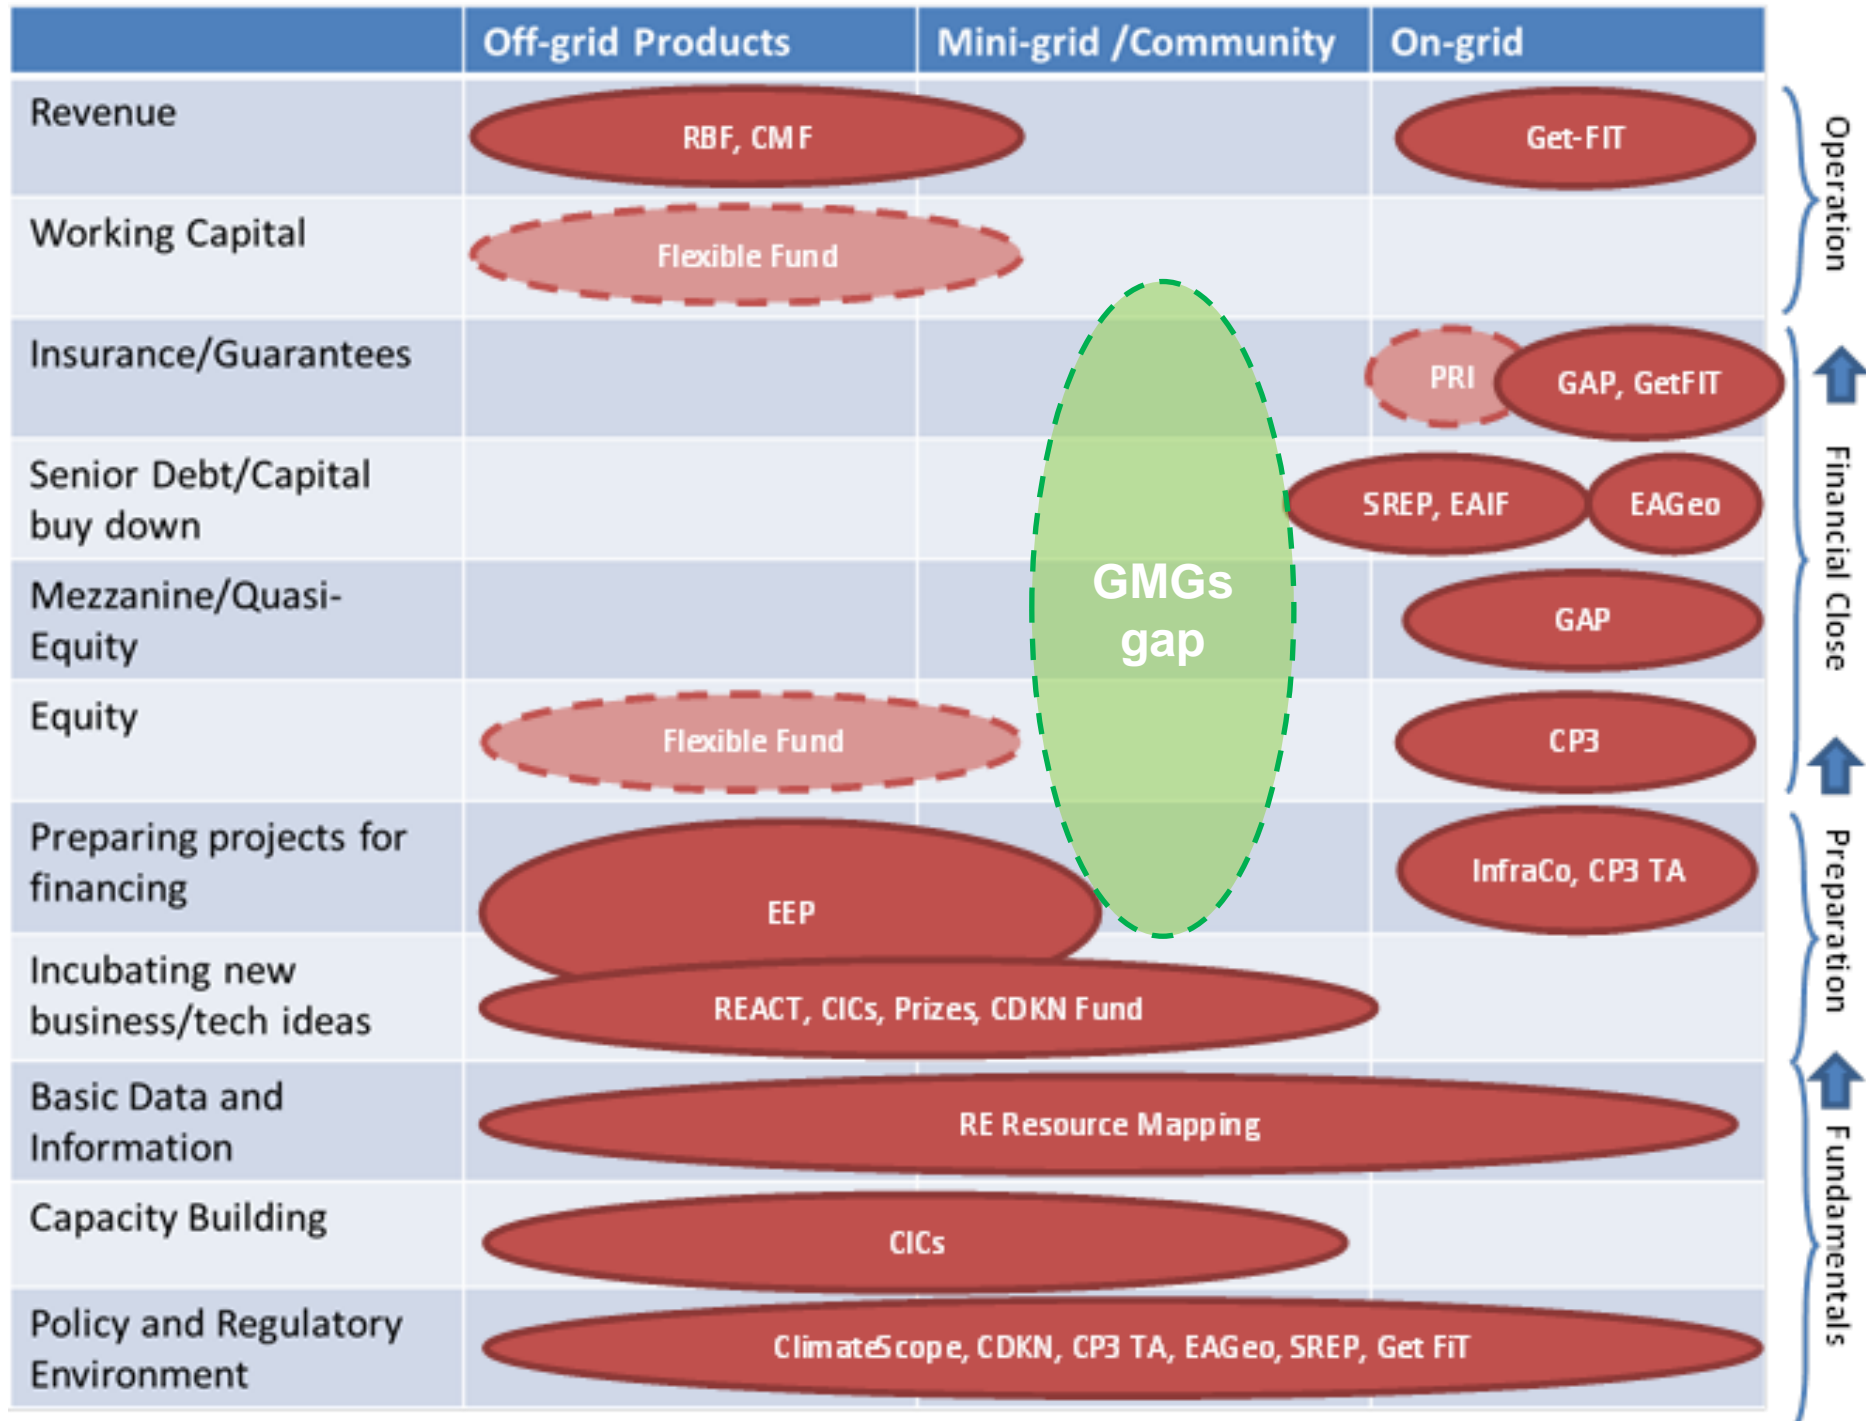 Off-grid Products
Mini-grid /Community
On-grid
Revenue
RBF, CMF
Get-FIT
Working Capital
Flexible Fund
Operation
Insurance/Guarantees
PRI
GAP, GetFIT
Senior Debt/Capital
buy down
SREP, EAIF
EAGeo
GMGs
gap
Mezzanine/Quasi-
Equity
GAP
Financial Close
Equity
Flexible Fund
CP3
Preparing projects for
financing
EEP
InfraCo, CP3 TA
Preparation
Incubating new
business/tech ideas
REACT, CICs, Prizes, CDKN Fund
Basic Data and
Information
RE Resource Mapping
Capacity Building
CICs
Fundamentals
Policy and Regulatory
Environment
ClimateScope, CDKN, CP3 TA, EAGeo, SREP, Get FiT